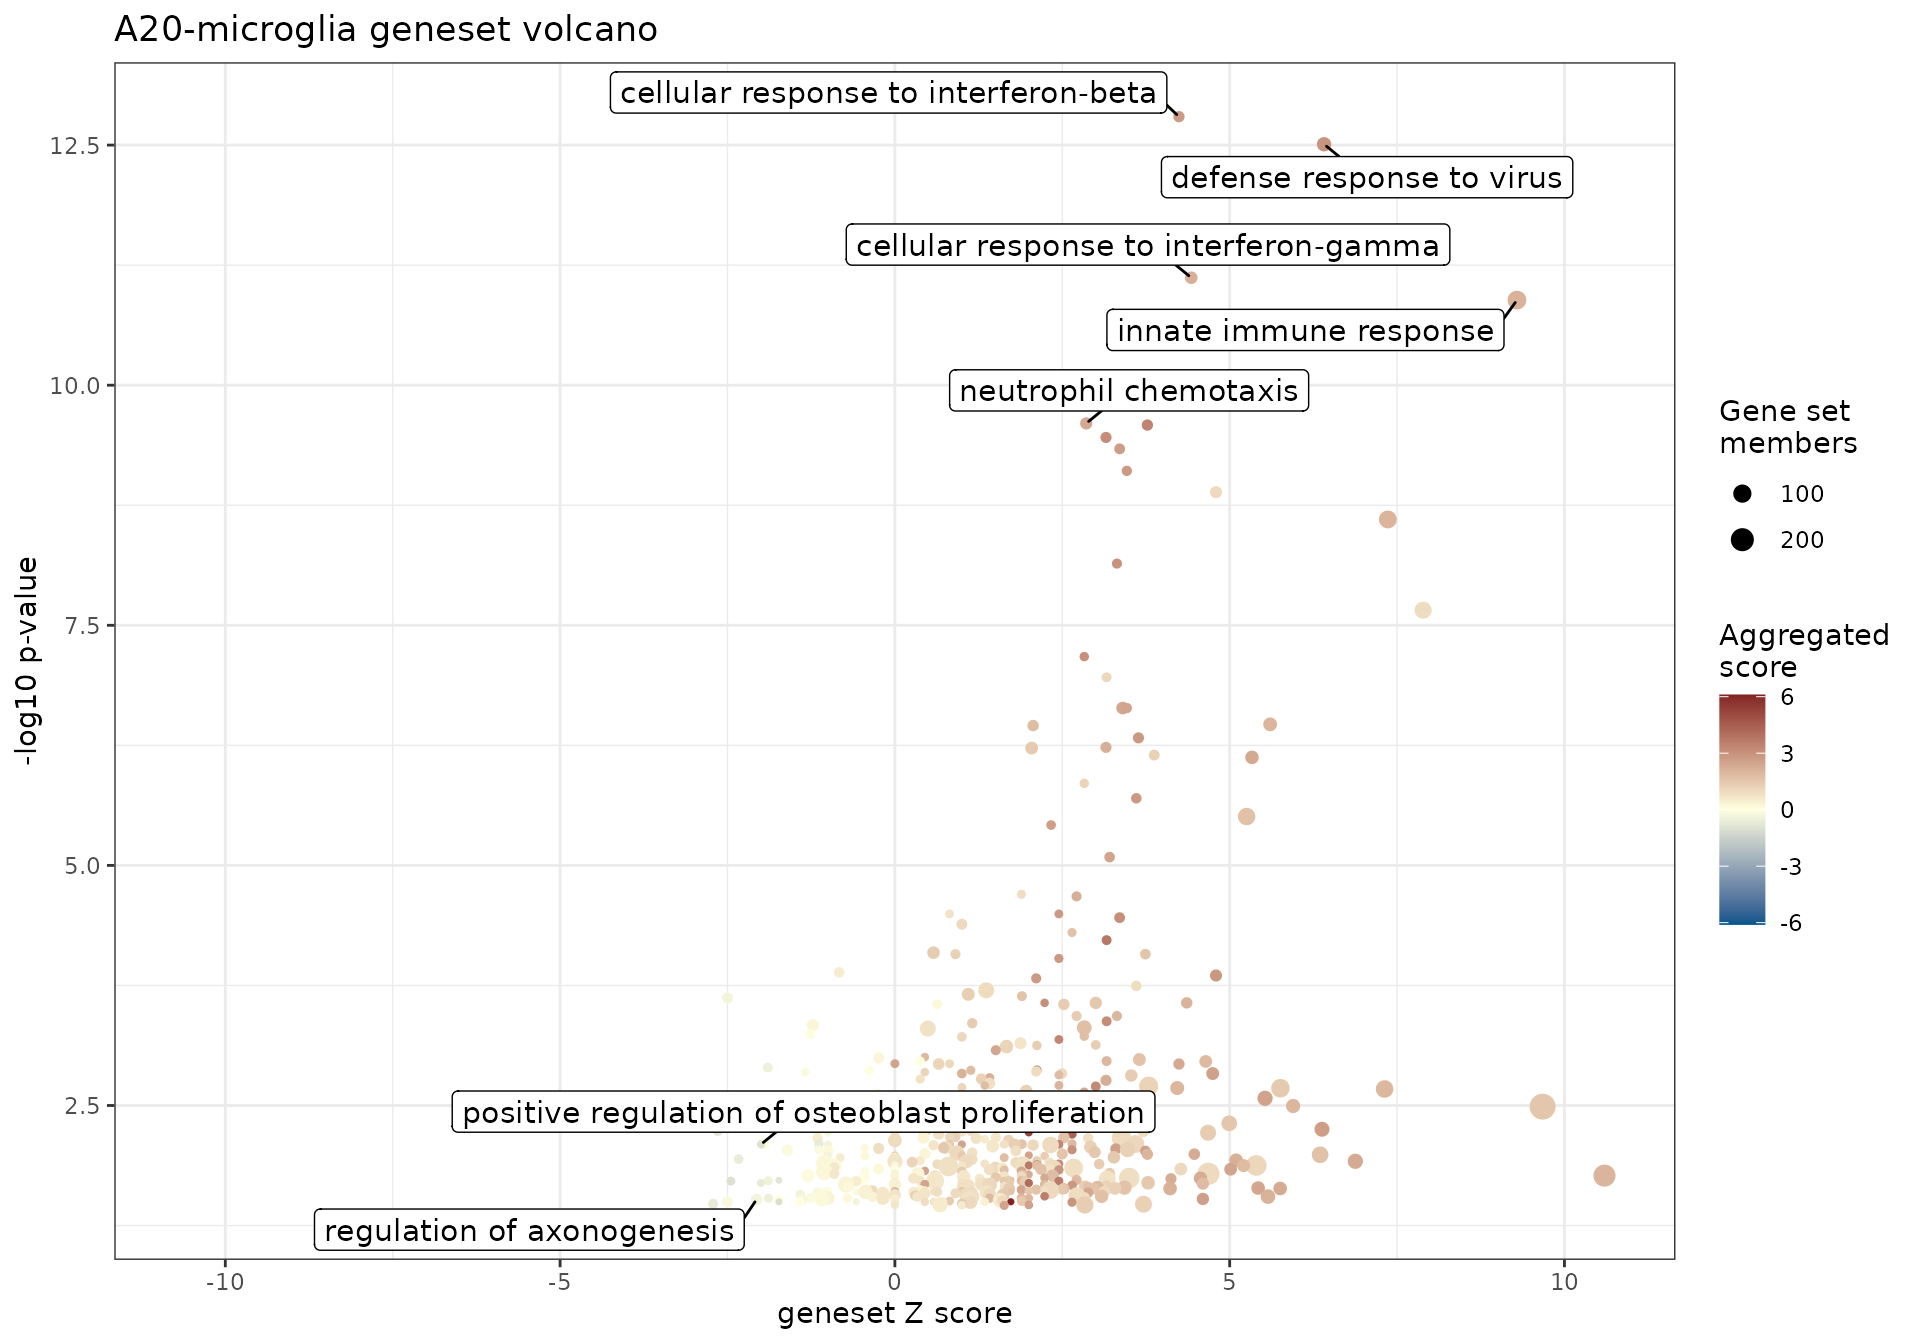 A20-microglia geneset volcano
cellular response to interferon-beta
12.5
defense response to virus
cellular response to interferon-gamma
innate immune response
10.0
neutrophil chemotaxis
Gene set
members
100
200
7.5
Aggregated
score
6
3
0
-3
-6
-log10 p-value
5.0
2.5
positive regulation of osteoblast proliferation
regulation of axonogenesis
-10
-5
0
5
10
geneset Z score